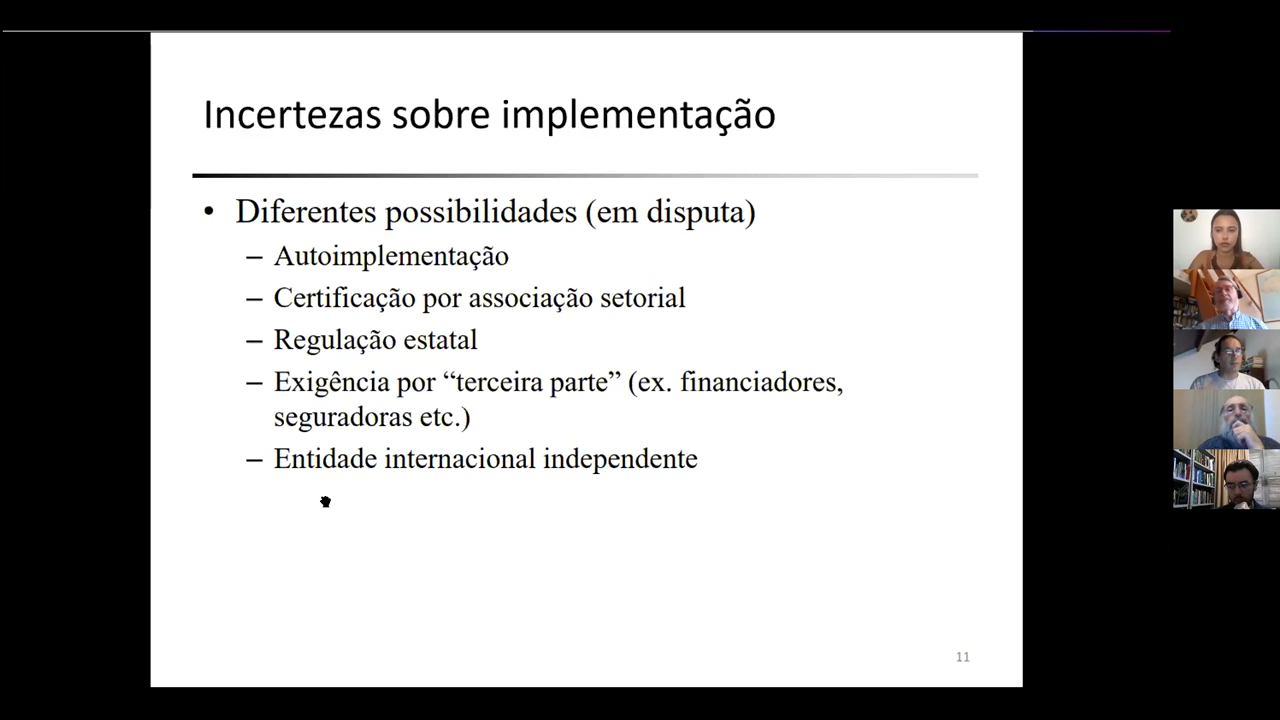 Incertezas sobre implementação
• Diferentes possibilidades (em disputa)
– Autoimplementação
– Certificação por associação setorial
– Regulação estatal
– Exigência por “terceira parte” (ex. financiadores,
seguradoras etc.)
– Entidade internacional independente
11